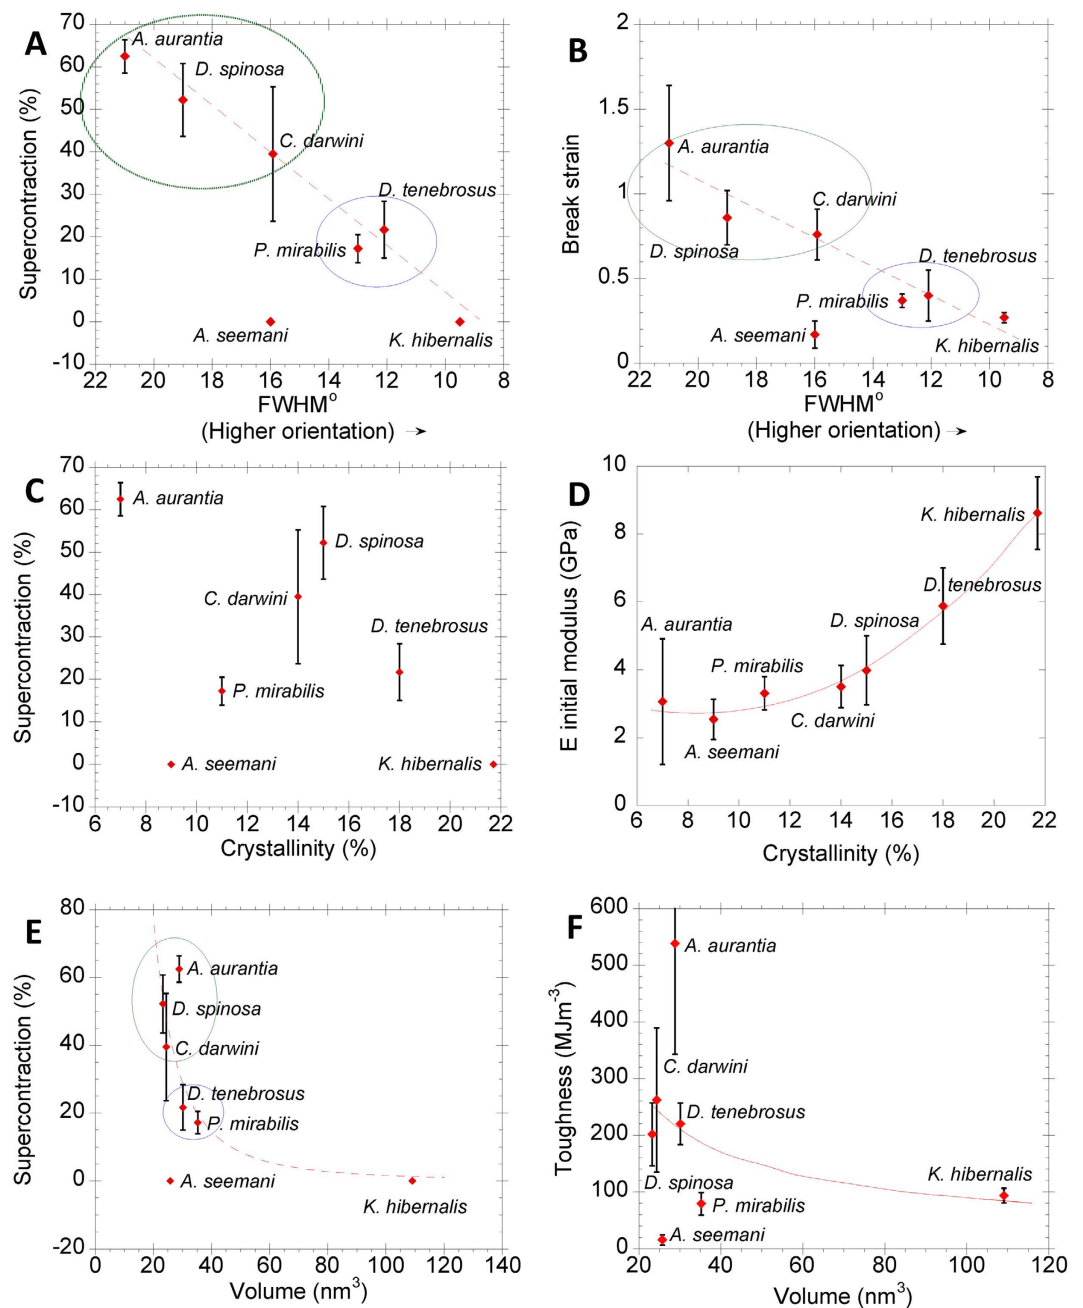 A
Supercontraction (%)
70
60
50
40
30
20
10
0
-10
A. aurantia
D. spinosa
C. darwini
D. tenebrosus
P. mirabilis
A. seemani
K. hibernalis
22 20 18 16 14 12 10 8
FWHM°
(Higher orientation) →
B
Break strain
2
1.5
1
0.5
0
A. aurantia
C. darwini
D. spinosa
D. tenebrosus
P. mirabilis
A. seemani
K. hibernalis
22 20 18 16 14 12 10 8
FWHM°
(Higher orientation) →
C
Supercontraction (%)
70
60
50
40
30
20
10
0
-10
A. aurantia
D. spinosa
C. darwini
D. tenebrosus
P. mirabilis
A. seemani
K. hibernalis
6 8 10 12 14 16 18 20 22
Crystallinity (%)
D
E initial modulus (GPa)
10
8
6
4
2
0
K. hibernalis
D. tenebrosus
A. aurantia
D. spinosa
P. mirabilis
C. darwini
A. seemani
8 10 12 14 16 18 20 22
Crystallinity (%)
E
Supercontraction (%)
80
60
40
20
0
-20
A. aurantia
D. spinosa
C. darwini
D. tenebrosus
P. mirabilis
A. seemani
K. hibernalis
0 20 40 60 80 100 120 140
Volume (nm³)
F
Toughness (MJm⁻³)
600
500
400
300
200
100
0
A. aurantia
C. darwini
D. tenebrosus
D. spinosa
K. hibernalis
P. mirabilis
A. seemani
20 40 60 80 100 120
Volume (nm³)